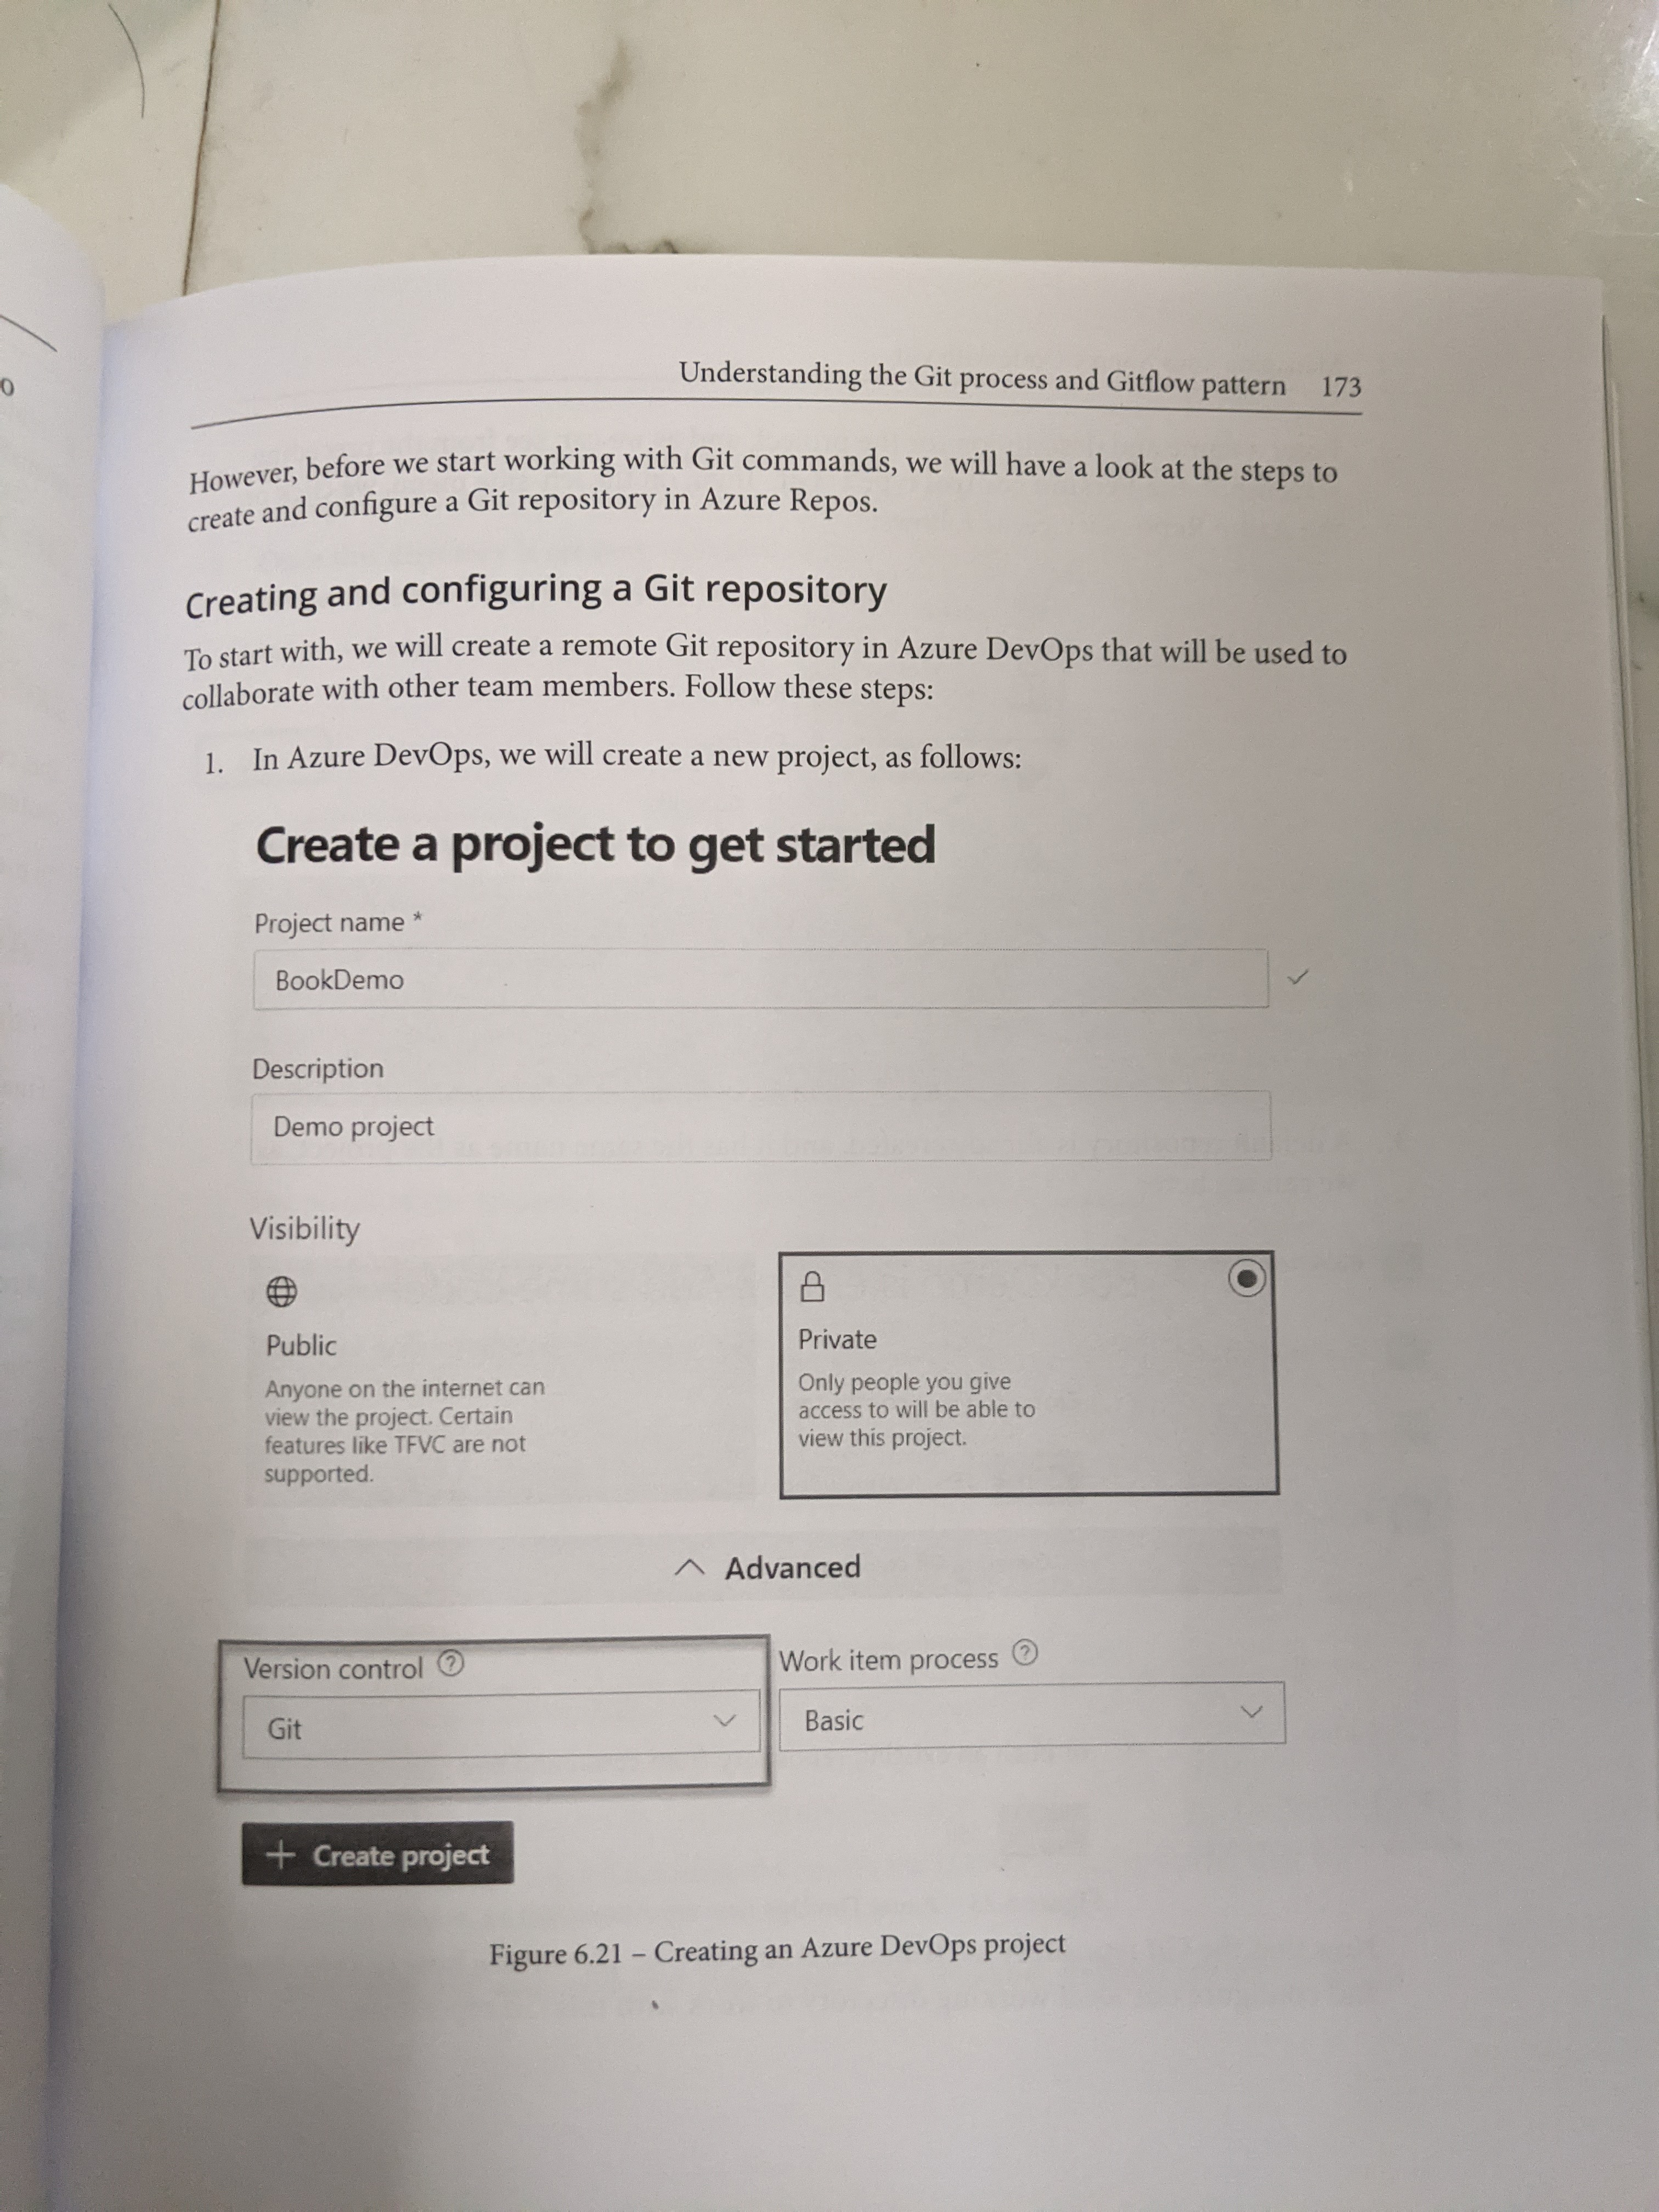 o
Understanding the Git process and Gitflow pattern 173
However, before we start working with Git commands, we will have a look at the steps to
create and configure a Git repository in Azure Repos.
Creating and configuring a Git repository
To start with, we will create a remote Git repository in Azure DevOps that will be used to
collaborate with other team members. Follow these steps:
1. In Azure DevOps, we will create a new project, as follows:
Create a project to get started
Project name *
BookDemo
Description
Demo project
Visibility
Public
Anyone on the internet can
view the project. Certain
features like TFVC are not
supported.
Private
Only people you give
access to will be able to
view this project.
Advanced
Version control ?
Git
Work item process ?
Basic
+ Create project
Figure 6.21 – Creating an Azure DevOps project